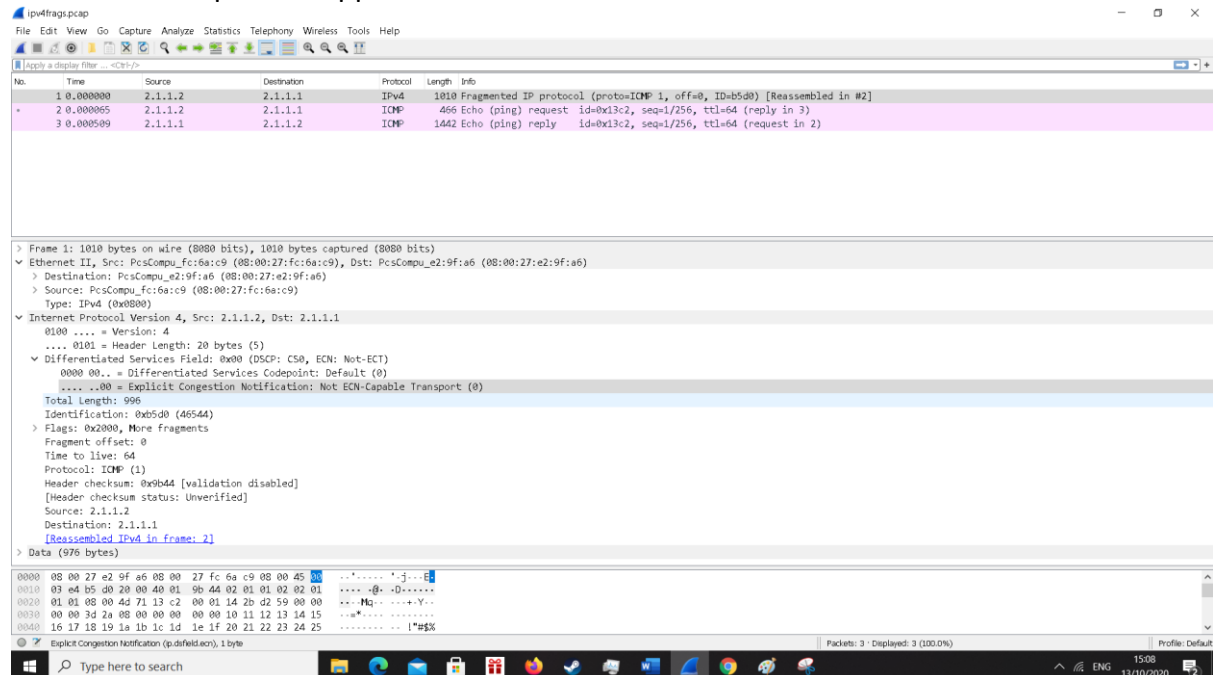 ipv4frags.pcap
File Edit View Go Capture Analyze Statistics Telephony Wireless Tools Help
Apply a display filter ... <Ctrl-/>
No. Time Source Destination Protocol Length Info
1 0.000000 2.1.1.2 2.1.1.1 IPv4 1010 Fragmented IP protocol (proto=ICMP 1, off=0, ID=b5d0) [Reassembled in #2]
2 0.000065 2.1.1.2 2.1.1.1 ICMP 466 Echo (ping) request id=0x13c2, seq=1/256, ttl=64 (reply in 3)
3 0.000509 2.1.1.1 2.1.1.2 ICMP 1442 Echo (ping) reply id=0x13c2, seq=1/256, ttl=64 (request in 2)
> Frame 1: 1010 bytes on wire (8080 bits), 1010 bytes captured (8080 bits)
Ethernet II, Src: PcsCompu_fc:6a:c9 (08:00:27:fc:6a:c9), Dst: PcsCompu_e2:9f:a6 (08:00:27:e2:9f:a6)
> Destination: PcsCompu_e2:9f:a6 (08:00:27:e2:9f:a6)
> Source: PcsCompu_fc:6a:c9 (08:00:27:fc:6a:c9)
Type: IPv4 (0x0800)
Internet Protocol Version 4, Src: 2.1.1.2, Dst: 2.1.1.1
0100 .... = Version: 4
.... 0101 = Header Length: 20 bytes (5)
Differentiated Services Field: 0x00 (DSCP: CS0, ECN: Not-ECT)
0000 00.. = Differentiated Services Codepoint: Default (0)
.... ..00 = Explicit Congestion Notification: Not ECN-Capable Transport (0)
Total Length: 996
Identification: 0xb5d0 (46544)
> Flags: 0x2000, More fragments
Fragment offset: 0
Time to live: 64
Protocol: ICMP (1)
Header checksum: 0x9b44 [validation disabled]
[Header checksum status: Unverified]
Source: 2.1.1.2
Destination: 2.1.1.1
[Reassembled IPv4 in frame: 2]
> Data (976 bytes)
0000 08 00 27 e2 9f a6 08 00 27 fc 6a c9 08 00 45 00 ··'····· '·j···E·
0010 03 e4 b5 d0 20 00 40 01 9b 44 02 01 01 02 02 01 ···· ·@· ·D······
0020 01 01 08 00 4d 71 13 c2 00 01 14 2b d2 59 00 00 ····Mq·· ···+·Y··
0030 00 00 3d 2a 08 00 00 00 00 00 10 11 12 13 14 15 ··=*···· ········
0040 16 17 18 19 1a 1b 1c 1d 1e 1f 20 21 22 23 24 25 ········ ·· !"#$%
Explicit Congestion Notification (ip.dsfield.ecn), 1 byte Packets: 3 · Displayed: 3 (100.0%) Profile: Default
Type here to search ENG 15:08
13/10/2020